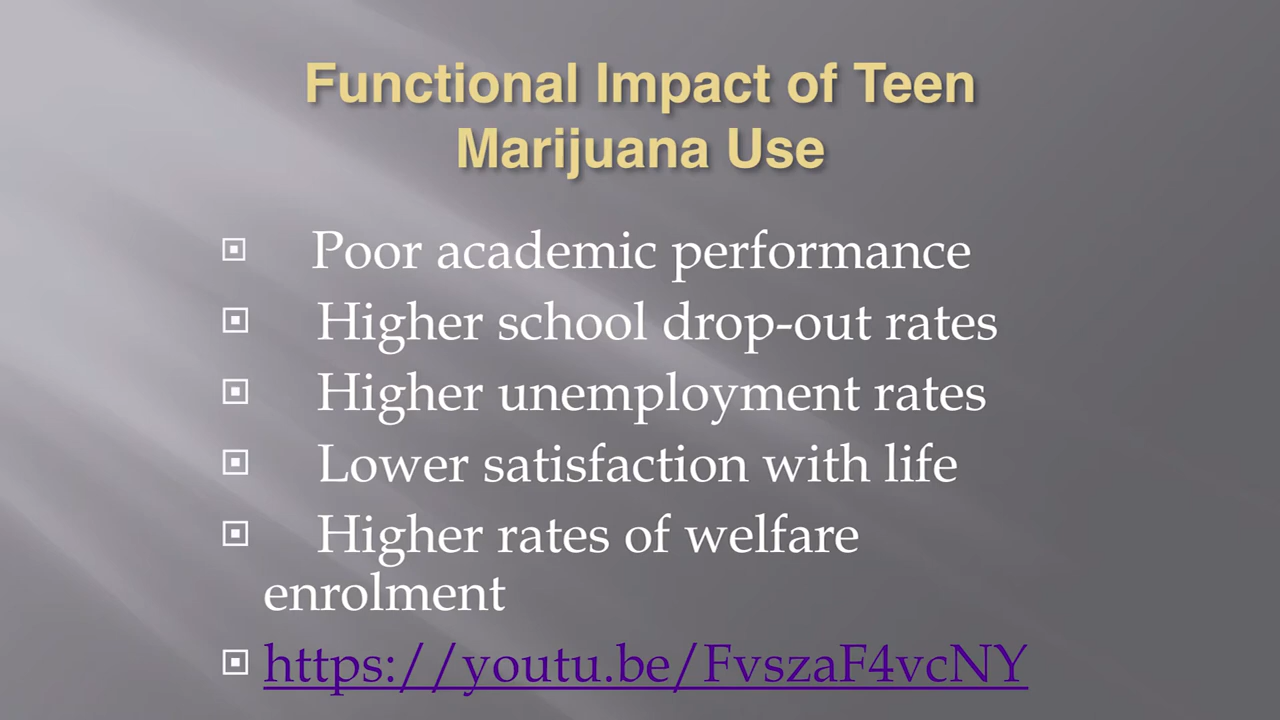 Functional Impact of Teen
Marijuana Use
Poor academic performance
Higher school drop-out rates
Higher unemployment rates
Lower satisfaction with life
Higher rates of welfare
enrolment
https://youtu.be/FvszaF4vcNY